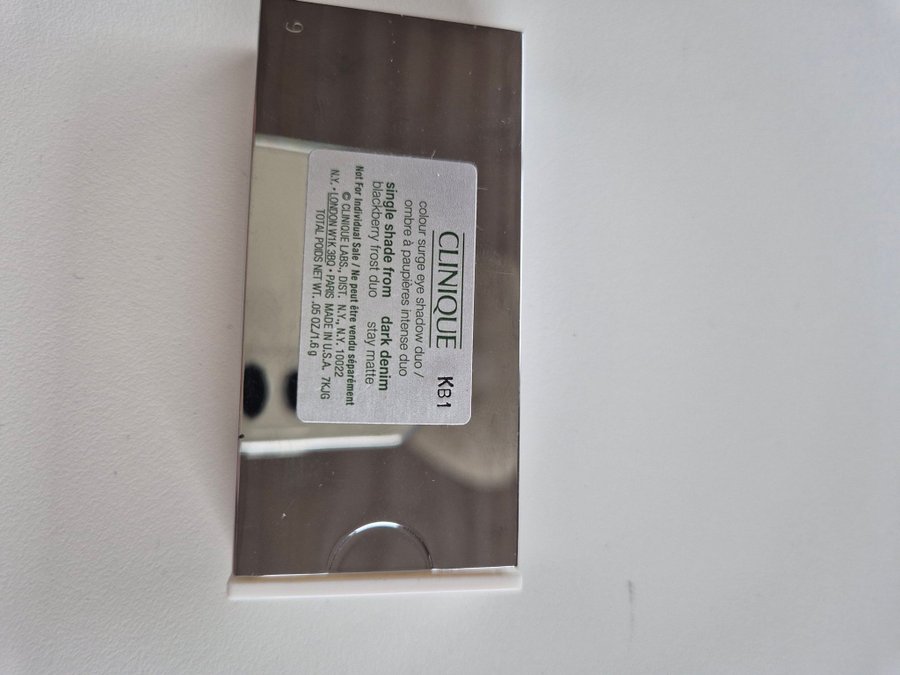 9
CLINIQUE KB1
colour surge eye shadow duo /
ombre à paupières intense duo
single shade from dark denim
blackberry frost duo stay matte
Not For Individual Sale / Ne peut être vendu séparément
© CLINIQUE LABS., DIST. N.Y., N.Y. 10022
N.Y. • LONDON W1K 3BQ • PARIS MADE IN U.S.A. 7KJG
TOTAL POIDS NET WT. .05 OZ./1.6 g